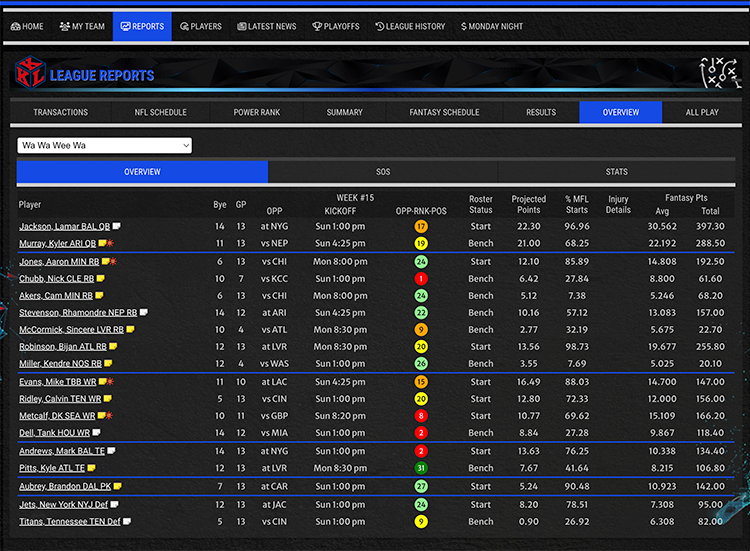 HOME MY TEAM REPORTS PLAYERS LATEST NEWS PLAYOFFS LEAGUE HISTORY MONDAY NIGHT
RKL LEAGUE REPORTS
TRANSACTIONS NFL SCHEDULE POWER RANK SUMMARY FANTASY SCHEDULE RESULTS OVERVIEW ALL PLAY
Wa Wa Wee Wa
OVERVIEW SOS STATS
Player Bye GP WEEK #15 Roster Status Projected Points % MFL Starts Injury Details Fantasy Pts
OPP KICKOFF OPP-RNK-POS Avg Total
Jackson, Lamar BAL QB 14 13 at NYG Sun 1:00 pm 17 Start 22.30 96.96 30.562 397.30
Murray, Kyler ARI QB 11 13 vs NEP Sun 4:25 pm 19 Bench 21.00 68.25 22.192 288.50
Jones, Aaron MIN RB 6 13 vs CHI Mon 8:00 pm 24 Start 12.10 85.89 14.808 192.50
Chubb, Nick CLE RB 10 7 vs KCC Sun 1:00 pm 1 Bench 6.42 27.84 8.800 61.60
Akers, Cam MIN RB 6 13 vs CHI Mon 8:00 pm 24 Bench 5.12 7.38 5.246 68.20
Stevenson, Rhamondre NEP RB 14 12 at ARI Sun 4:25 pm 22 Bench 10.16 57.12 13.083 157.00
McCormick, Sincere LVR RB 10 4 vs ATL Mon 8:30 pm 9 Bench 2.77 32.19 5.675 22.70
Robinson, Bijan ATL RB 12 13 at LVR Mon 8:30 pm 20 Start 13.56 98.73 19.677 255.80
Miller, Kendre NOS RB 12 4 vs WAS Sun 1:00 pm 26 Bench 3.55 7.69 5.025 20.10
Evans, Mike TBB WR 11 10 at LAC Sun 4:25 pm 15 Start 16.49 88.03 14.700 147.00
Ridley, Calvin TEN WR 5 13 vs CIN Sun 1:00 pm 20 Start 12.80 72.33 12.000 156.00
Metcalf, DK SEA WR 10 11 vs GBP Sun 8:20 pm 8 Start 10.77 69.62 15.109 166.20
Dell, Tank HOU WR 14 12 vs MIA Sun 1:00 pm 2 Bench 8.84 27.28 9.867 118.40
Andrews, Mark BAL TE 14 13 at NYG Sun 1:00 pm 2 Start 13.63 76.25 10.338 134.40
Pitts, Kyle ATL TE 12 13 at LVR Mon 8:30 pm 31 Bench 7.67 41.64 8.215 106.80
Aubrey, Brandon DAL PK 7 13 at CAR Sun 1:00 pm 27 Start 5.24 90.48 10.923 142.00
Jets, New York NYJ Def 12 13 at JAC Sun 1:00 pm 24 Start 8.20 78.51 7.308 95.00
Titans, Tennessee TEN Def 5 13 vs CIN Sun 1:00 pm 9 Bench 0.90 26.92 6.308 82.00